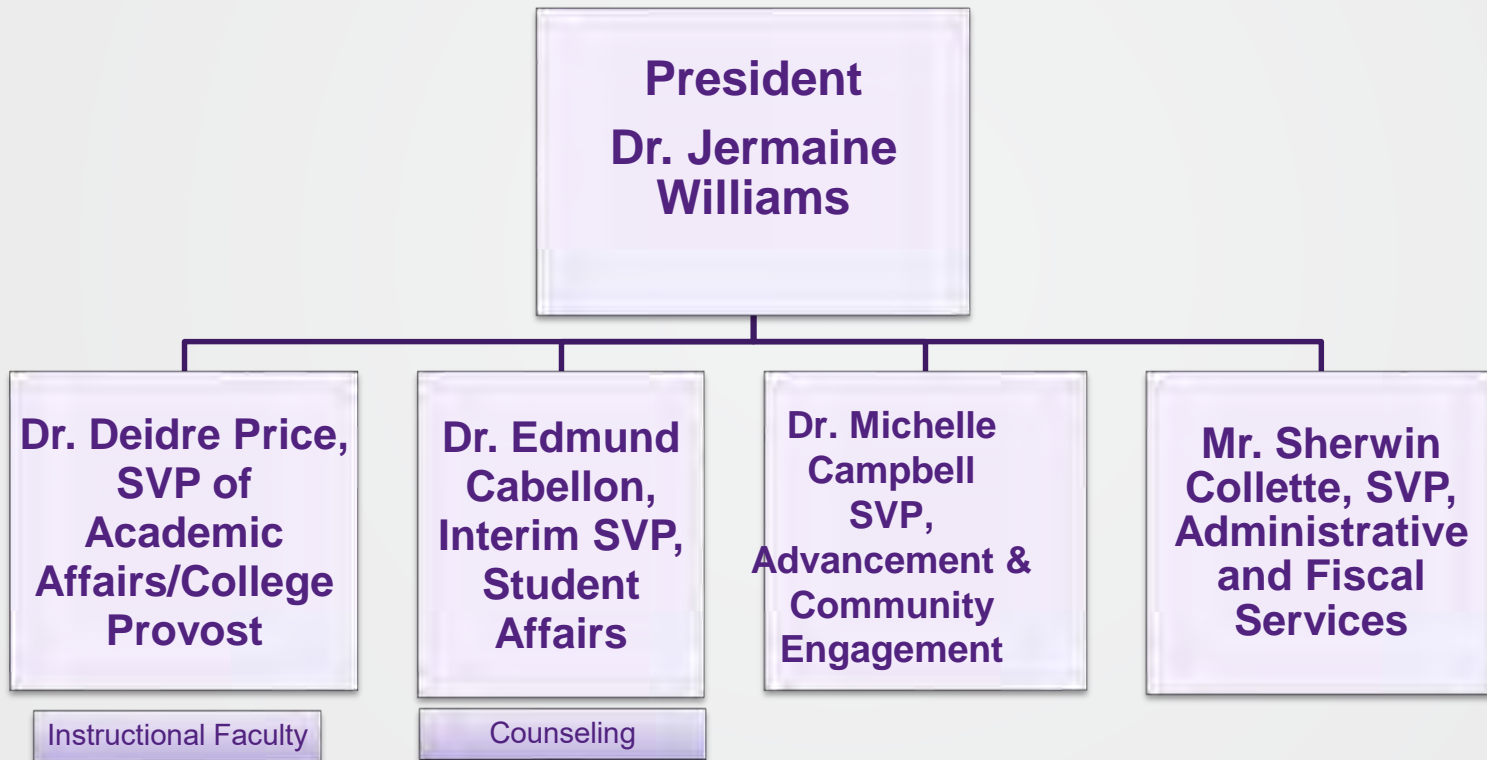 President
Dr. Jermaine
Williams
Dr. Deidre Price,
SVP of
Academic
Affairs/College
Provost
Dr. Edmund
Cabellon,
Interim SVP,
Student
Affairs
Dr. Michelle
Campbell
SVP,
Advancement &
Community
Engagement
Mr. Sherwin
Collette, SVP,
Administrative
and Fiscal
Services
Instructional Faculty
Counseling